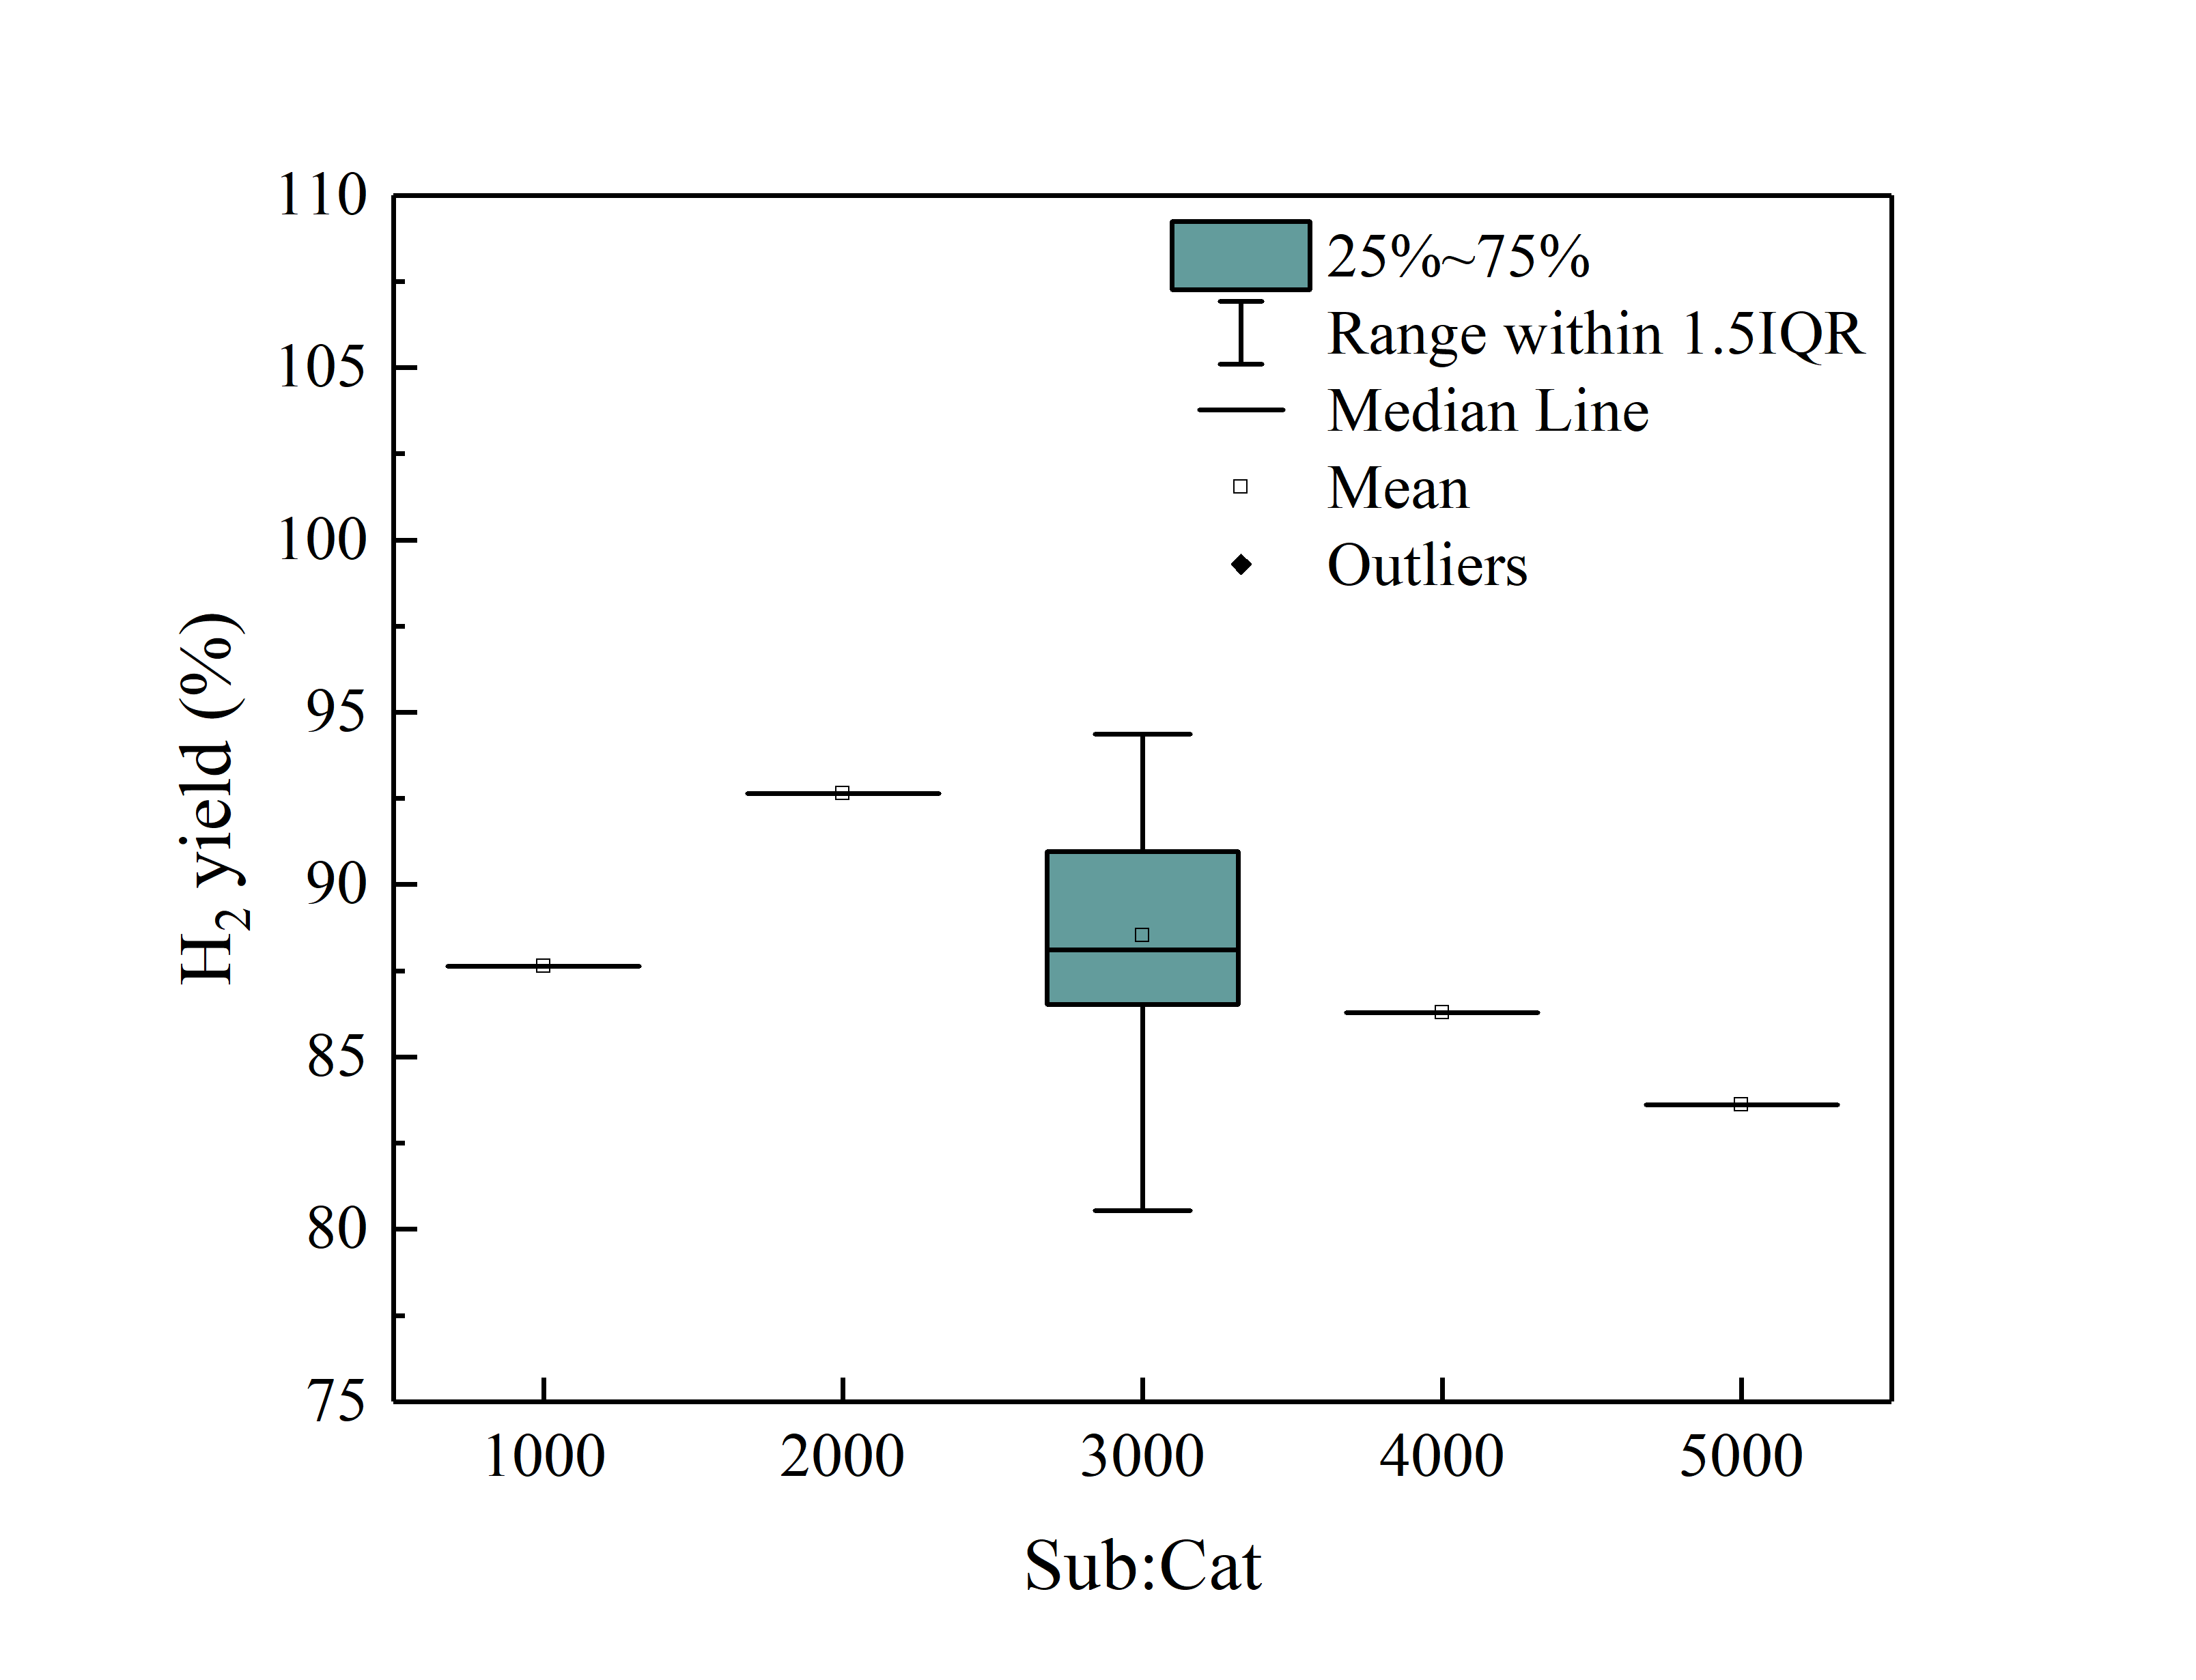 110
105
100
95
90
85
80
75
H₂ yield (%)
25%~75%
Range within 1.5IQR
Median Line
Mean
Outliers
1000 2000 3000 4000 5000
Sub:Cat